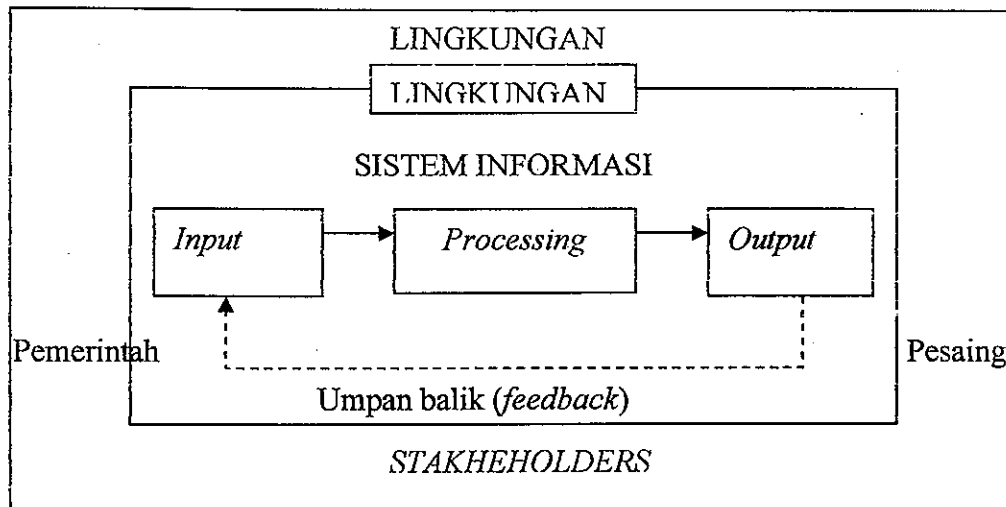 LINGKUNGAN
LINGKUNGAN
SISTEM INFORMASI
Input Processing Output
Pemerintah Pesaing
Umpan balik (feedback)
STAKHEHOLDERS